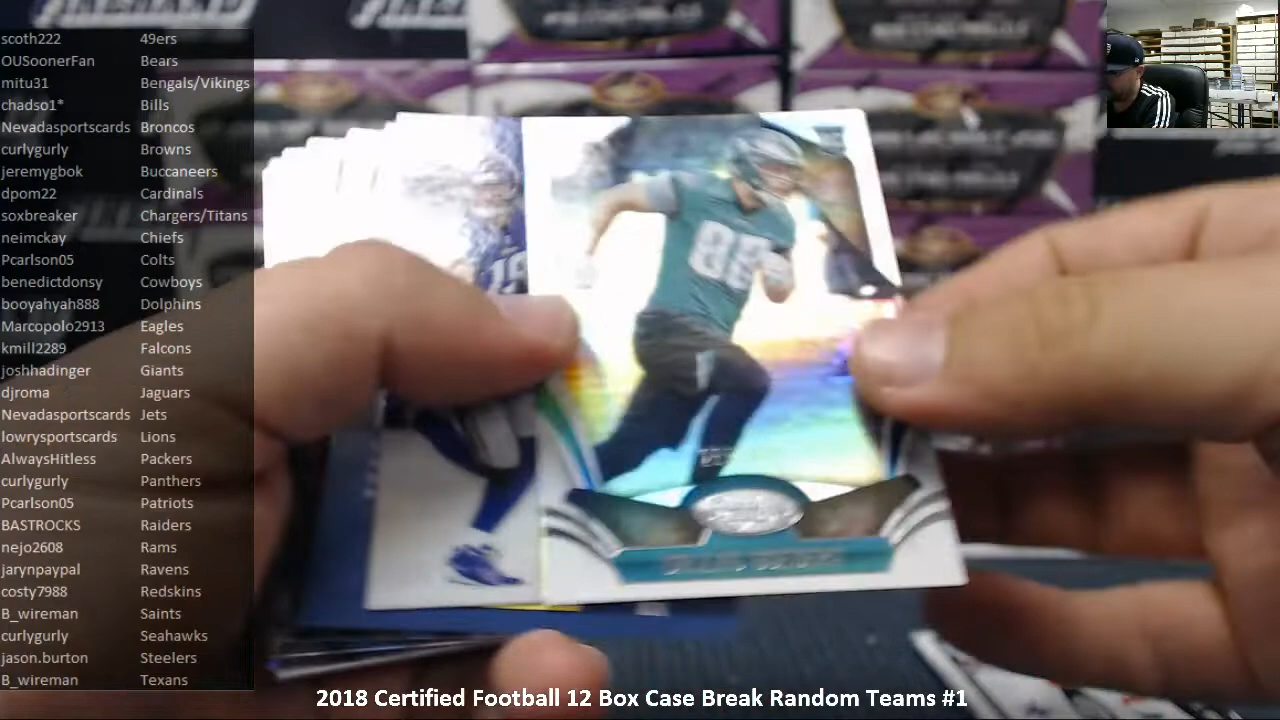 scoth222 49ers
OUSoonerFan Bears
mitu31 Bengals/Vikings
chadso1* Bills
Nevadasportscards Broncos
curlygurly Browns
jeremygbok Buccaneers
dpom22 Cardinals
soxbreaker Chargers/Titans
neimckay Chiefs
Pcarlson05 Colts
benedictdonsy Cowboys
booyahyah888 Dolphins
Marcopolo2913 Eagles
kmill2289 Falcons
joshhadinger Giants
djroma Jaguars
Nevadasportscards Jets
lowrysportscards Lions
AlwaysHitless Packers
curlygurly Panthers
Pcarlson05 Patriots
BASTROCKS Raiders
nejo2608 Rams
jarynpaypal Ravens
costy7988 Redskins
B_wireman Saints
curlygurly Seahawks
jason.burton Steelers
B_wireman Texans
88
2018 Certified Football 12 Box Case Break Random Teams #1